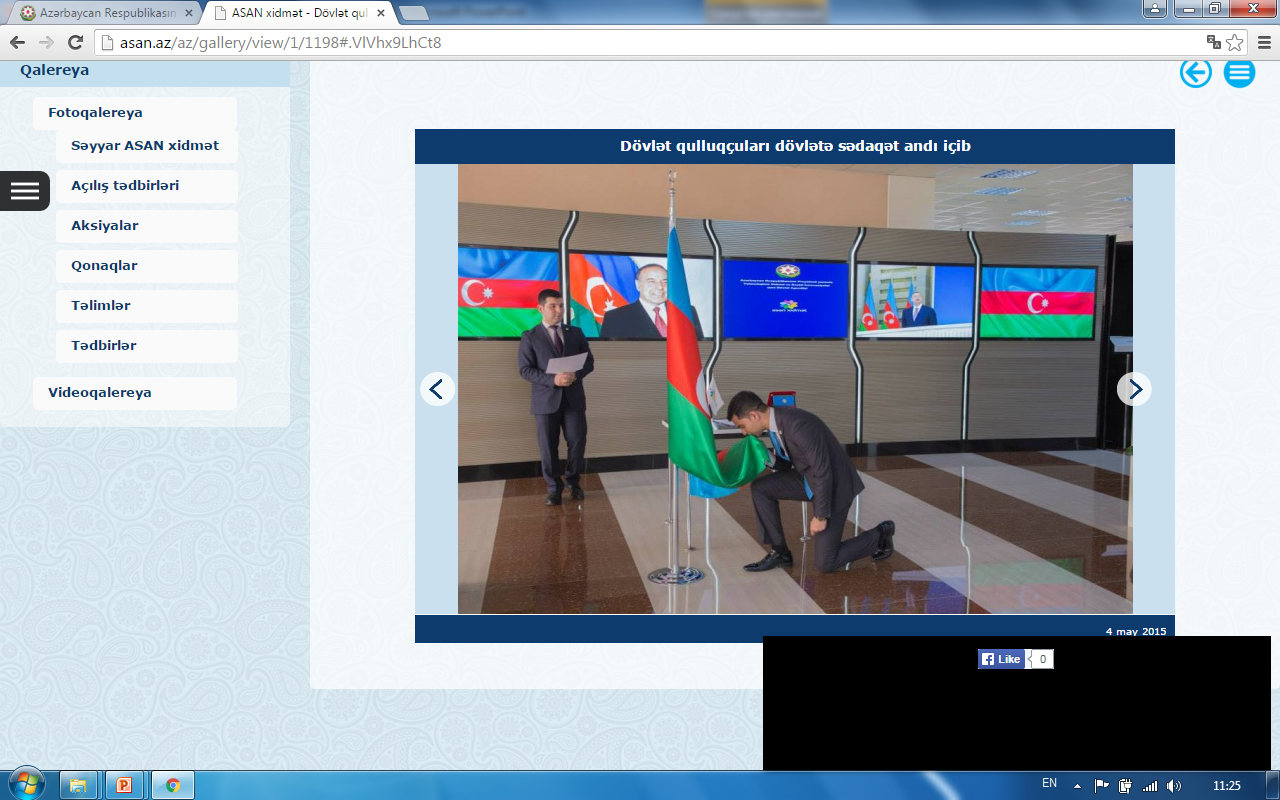 Azərbaycan Respublikasın
ASAN xidmət - Dövlət qul
asan.az/az/gallery/view/1/1198#.VlVhx9LhCt8
Qalereya
Fotoqalereya
Səyyar ASAN xidmət
Açılış tədbirləri
Aksiyalar
Qonaqlar
Təlimlər
Tədbirlər
Videoqalereya
Dövlət qulluqçuları dövlətə sədaqət andı içib
4 may 2015
Like
0
EN
11:25